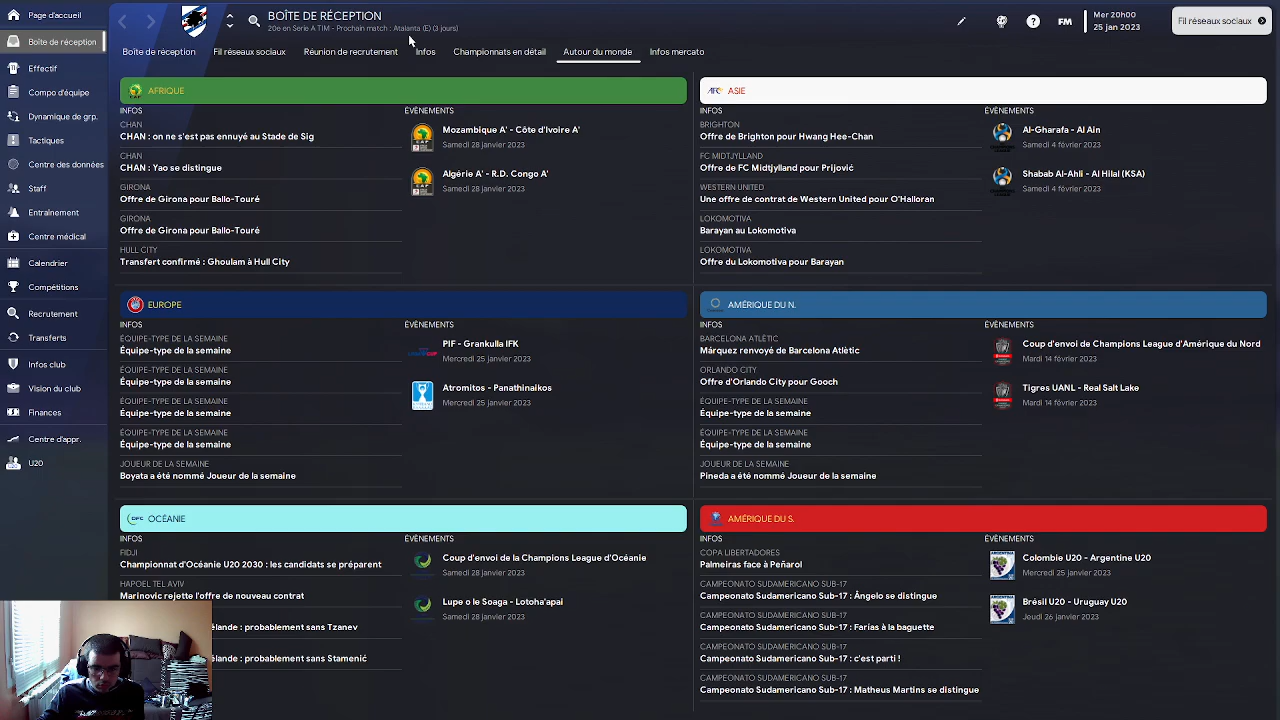 Accueil
Boîte de réception
Effectif
Compo d'équipe
Dynamique de grp.
Tactiques
Centre des données
Staff
Entraînement
Centre médical
Calendrier
Compétitions
Recrutement
Transferts
Infos club
Vision du club
Finances
Centre d'appr.
U20
BOÎTE DE RÉCEPTION
20e en Serie A TIM - Prochain match : Atalanta (E) (3 jours)
FM
Mer 20h00
25 jan 2023
Fil réseaux sociaux
Boîte de réception
Fil réseaux sociaux
Réunion de recrutement
Infos
Championnats en détail
Autour du monde
Infos mercato
AFRIQUE
INFOS
CHAN
CHAN : on ne s'est pas ennuyé au Stade de Sig
CHAN
CHAN : Yao se distingue
GIRONA
Offre de Girona pour Ballo-Touré
GIRONA
Offre de Girona pour Ballo-Touré
HULL CITY
Transfert confirmé : Ghoulam à Hull City
ÉVÈNEMENTS
Mozambique A' - Côte d'Ivoire A'
Samedi 28 janvier 2023
Algérie A' - R.D. Congo A'
Samedi 28 janvier 2023
ASIE
INFOS
BRIGHTON
Offre de Brighton pour Hwang Hee-Chan
FC MIDTJYLLAND
Offre de FC Midtjylland pour Prijović
WESTERN UNITED
Une offre de contrat de Western United pour O'Halloran
LOKOMOTIVA
Barayan au Lokomotiva
LOKOMOTIVA
Offre du Lokomotiva pour Barayan
ÉVÈNEMENTS
Al-Gharafa - Al Ain
Samedi 4 février 2023
Shabab Al-Ahli - Al Hilal (KSA)
Samedi 4 février 2023
EUROPE
INFOS
ÉQUIPE-TYPE DE LA SEMAINE
Équipe-type de la semaine
ÉQUIPE-TYPE DE LA SEMAINE
Équipe-type de la semaine
ÉQUIPE-TYPE DE LA SEMAINE
Équipe-type de la semaine
ÉQUIPE-TYPE DE LA SEMAINE
Équipe-type de la semaine
JOUEUR DE LA SEMAINE
Boyata a été nommé Joueur de la semaine
ÉVÈNEMENTS
PIF - Grankulla IFK
Mercredi 25 janvier 2023
Atromitos - Panathinaikos
Mercredi 25 janvier 2023
AMÉRIQUE DU N.
INFOS
BARCELONA ATLÈTIC
Márquez renvoyé de Barcelona Atlètic
ORLANDO CITY
Offre d'Orlando City pour Gooch
ÉQUIPE-TYPE DE LA SEMAINE
Équipe-type de la semaine
ÉQUIPE-TYPE DE LA SEMAINE
Équipe-type de la semaine
JOUEUR DE LA SEMAINE
Pineda a été nommé Joueur de la semaine
ÉVÈNEMENTS
Coup d'envoi de Champions League d'Amérique du Nord
Mardi 14 février 2023
Tigres UANL - Real Salt Lake
Mardi 14 février 2023
OCÉANIE
INFOS
FIDJI
Championnat d'Océanie U20 2030 : les candidats se préparent
HAPOEL TEL AVIV
Marinovic rejette l'offre de nouveau contrat
élande : probablement sans Tzanev
élande : probablement sans Stamenić
ÉVÈNEMENTS
Coup d'envoi de la Champions League d'Océanie
Samedi 28 janvier 2023
Lupe o le Soaga - Lotoha'apai
Samedi 28 janvier 2023
AMÉRIQUE DU S.
INFOS
COPA LIBERTADORES
Palmeiras face à Peñarol
CAMPEONATO SUDAMERICANO SUB-17
Campeonato Sudamericano Sub-17 : Ângelo se distingue
CAMPEONATO SUDAMERICANO SUB-17
Campeonato Sudamericano Sub-17 : Farias à la baguette
CAMPEONATO SUDAMERICANO SUB-17
Campeonato Sudamericano Sub-17 : c'est parti !
CAMPEONATO SUDAMERICANO SUB-17
Campeonato Sudamericano Sub-17 : Matheus Martins se distingue
ÉVÈNEMENTS
Colombie U20 - Argentine U20
Mercredi 25 janvier 2023
Brésil U20 - Uruguay U20
Jeudi 26 janvier 2023